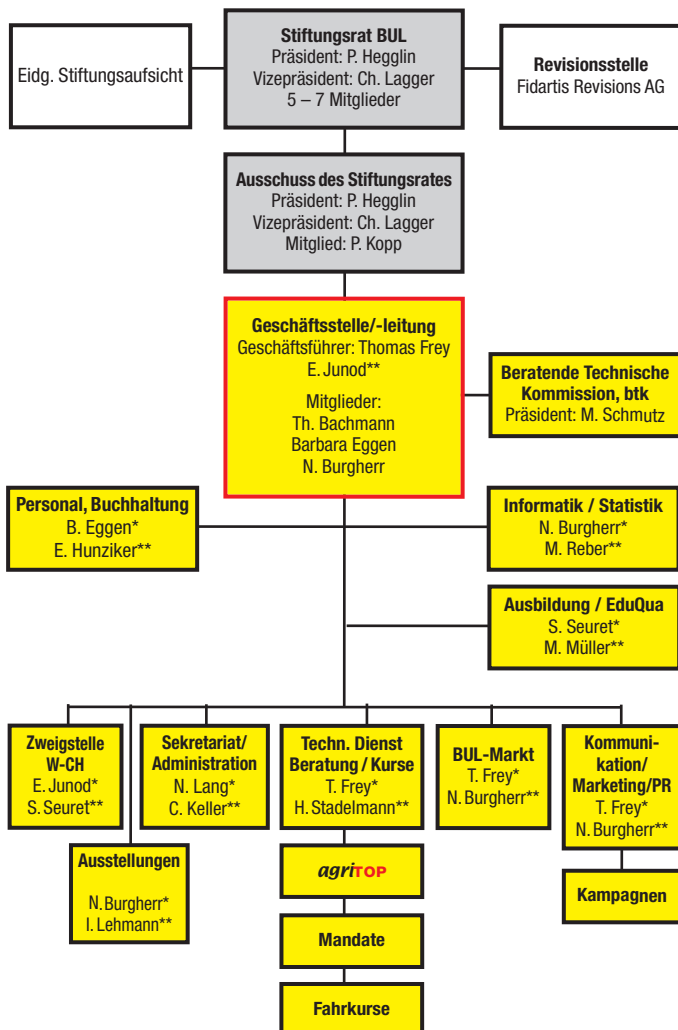 Stiftungsrat BUL
Präsident: P. Hegglin
Vizepräsident: Ch. Lagger
5 – 7 Mitglieder
Eidg. Stiftungsaufsicht
Revisionsstelle
Fidartis Revisions AG
Ausschuss des Stiftungsrates
Präsident: P. Hegglin
Vizepräsident: Ch. Lagger
Mitglied: P. Kopp
Geschäftsstelle/-leitung
Geschäftsführer: Thomas Frey
E. Junod**
Mitglieder:
Th. Bachmann
Barbara Eggen
N. Burgherr
Beratende Technische
Kommission, btk
Präsident: M. Schmutz
Personal, Buchhaltung
B. Eggen*
E. Hunziker**
Informatik / Statistik
N. Burgherr*
M. Reber**
Ausbildung / EduQua
S. Seuret*
M. Müller**
Zweigstelle
W-CH
E. Junod*
S. Seuret**
Sekretariat/
Administration
N. Lang*
C. Keller**
Techn. Dienst
Beratung / Kurse
T. Frey*
H. Stadelmann**
BUL-Markt
T. Frey*
N. Burgherr**
Kommuni-
kation/
Marketing/PR
T. Frey*
N. Burgherr**
Ausstellungen
N. Burgherr*
I. Lehmann**
agriTOP
Kampagnen
Mandate
Fahrkurse